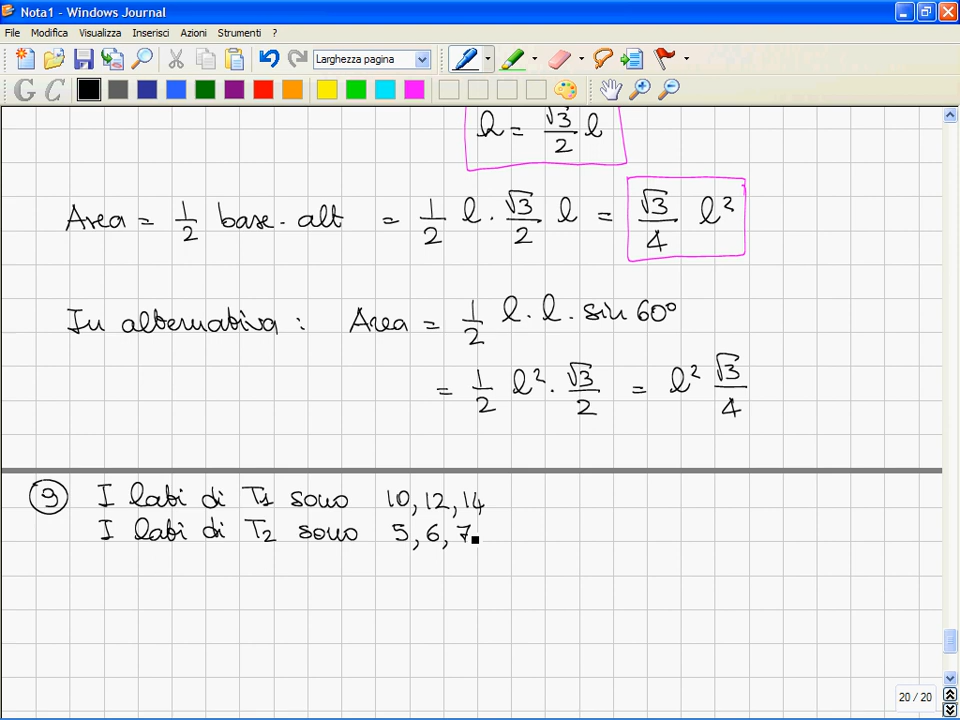 Nota1 - Windows Journal
File Modifica Visualizza Inserisci Azioni Strumenti ?
Larghezza pagina
G C
h = √3/2 l
Area = 1/2 base · alt = 1/2 l · √3/2 l = √3/4 l²
In alternativa : Area = 1/2 l · l · sin 60°
= 1/2 l² · √3/2 = l² √3/4
9 I lati di T1 sono 10, 12, 14
I lati di T2 sono 5, 6, 7
20 / 20